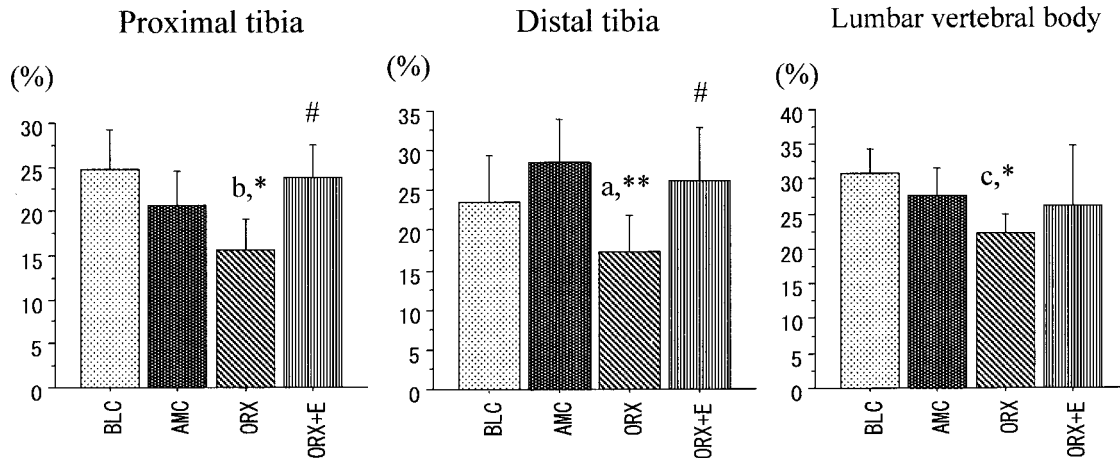 Proximal tibia
(%)
30
25
20
15
10
5
0
b,*
#
BLC
AMC
ORX
ORX+E
Distal tibia
(%)
35
30
25
20
15
10
5
0
a,**
#
BLC
AMC
ORX
ORX+E
Lumbar vertebral body
(%)
40
35
30
25
20
15
10
5
0
c,*
BLC
AMC
ORX
ORX+E